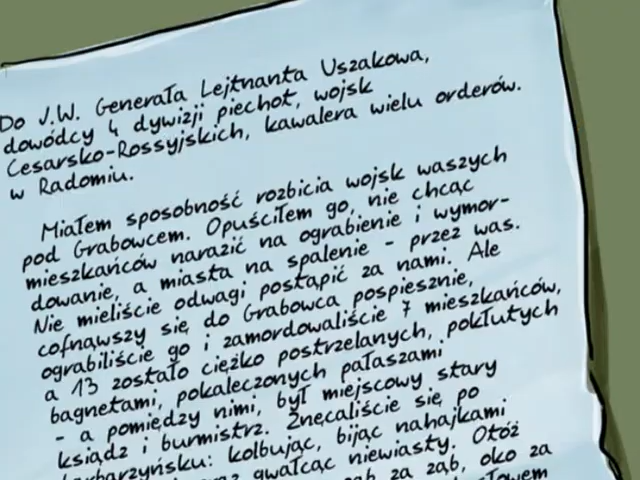 Do J.W. Generała Lejtnanta Uszakowa,
dowódcy 4 dywizji piechot, wojsk
Cesarsko-Rossyjskich, kawalera wielu orderów.
w Radomiu.
Miałem sposobność rozbicia wojsk waszych
pod Grabowcem. Opuściłem go, nie chcąc
mieszkańców narazić na ograbienie i wymor-
dowanie, a miasta na spalenie - przez was.
Nie mieliście odwagi postąpić za nami. Ale
cofnąwszy się do Grabowca pospiesznie,
ograbiliście go i zamordowaliście 7 mieszkańców,
a 13 zostało ciężko postrzelanych, pokłutych
bagnetami, pokaleczonych pałaszami
- a pomiędzy nimi, był miejscowy stary
ksiądz i burmistrz. Znęcaliście się po
barbarzyńsku: kolbując, bijąc nahajkami
gwałcąc niewiasty. Otóż
ząb za ząb, oko za